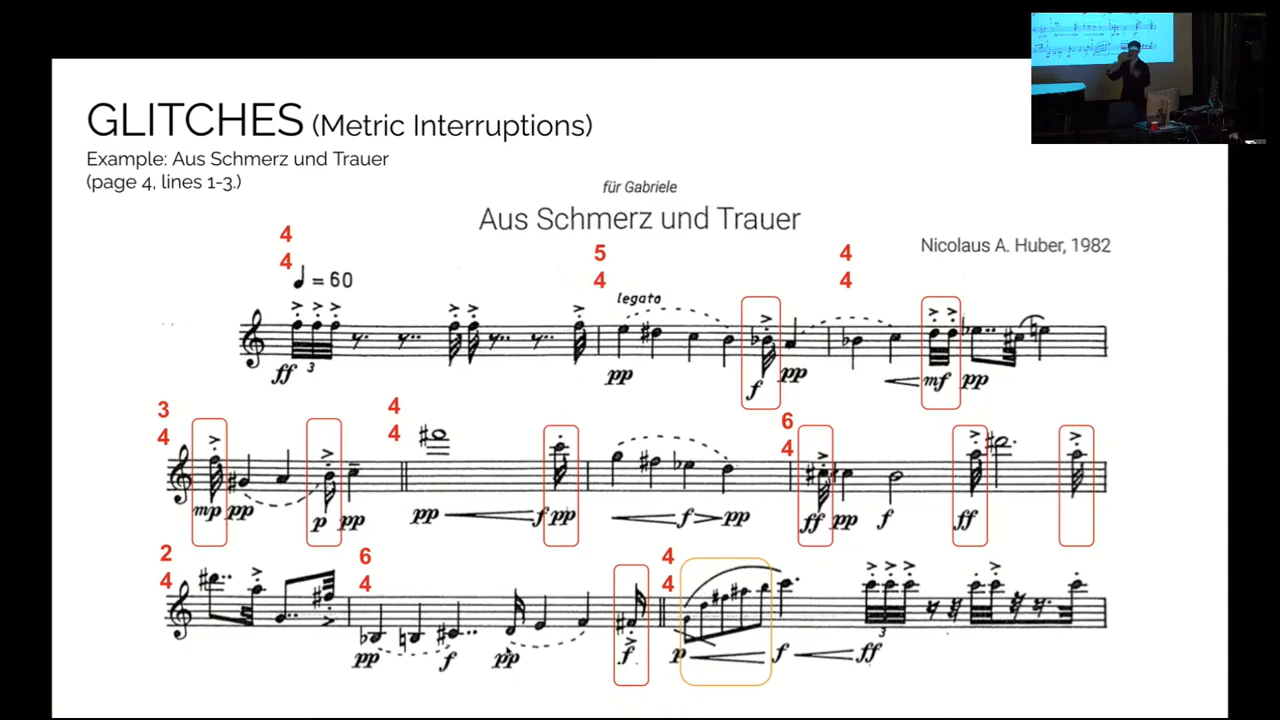 GLITCHES (Metric Interruptions)
Example: Aus Schmerz und Trauer
(page 4, lines 1-3.)
für Gabriele
Aus Schmerz und Trauer
Nicolaus A. Huber, 1982
4 5 4
4 4 4
= 60
legato
3
ff pp f pp mf pp
3 4 6
4 4 4
mp pp p pp pp f pp f pp ff pp f ff
2 6 4
4 4 4
3
pp f pp f p f ff